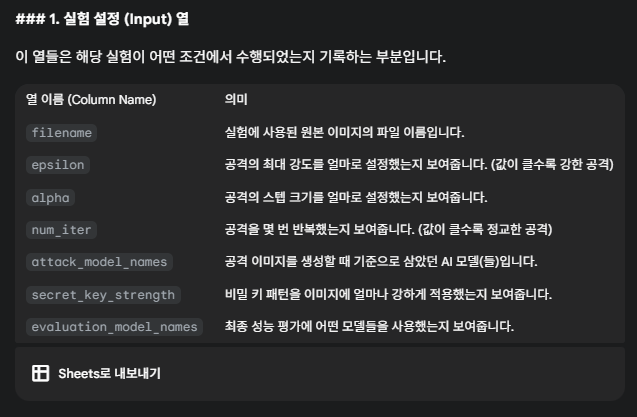 ### 1. 실험 설정 (Input) 열
이 열들은 해당 실험이 어떤 조건에서 수행되었는지 기록하는 부분입니다.
열 이름 (Column Name) 의미
filename 실험에 사용된 원본 이미지의 파일 이름입니다.
epsilon 공격의 최대 강도를 얼마로 설정했는지 보여줍니다. (값이 클수록 강한 공격)
alpha 공격의 스텝 크기를 얼마로 설정했는지 보여줍니다.
num_iter 공격을 몇 번 반복했는지 보여줍니다. (값이 클수록 정교한 공격)
attack_model_names 공격 이미지를 생성할 때 기준으로 삼았던 AI 모델(들)입니다.
secret_key_strength 비밀 키 패턴을 이미지에 얼마나 강하게 적용했는지 보여줍니다.
evaluation_model_names 최종 성능 평가에 어떤 모델들을 사용했는지 보여줍니다.
Sheets로 내보내기